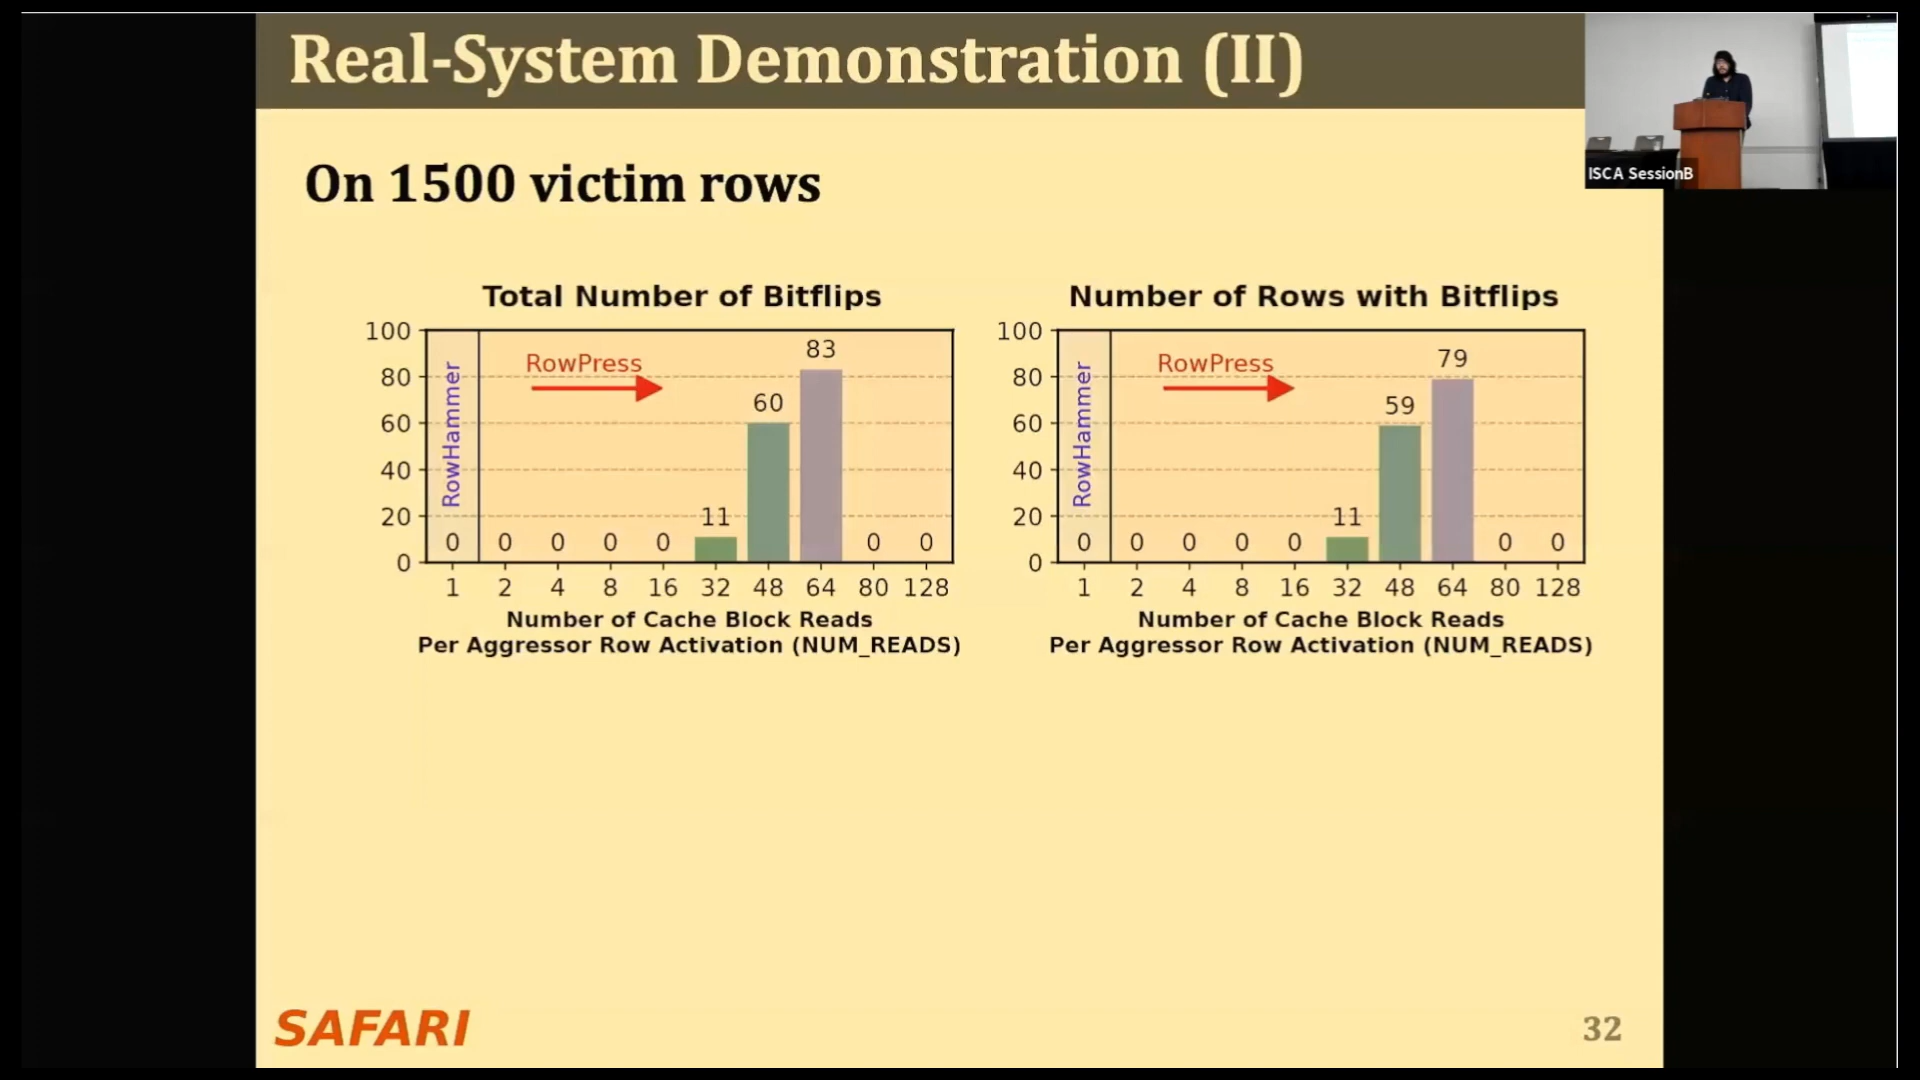 Real-System Demonstration (II)
ISCA SessionB
On 1500 victim rows
Total Number of Bitflips
100
80
60
40
20
0
RowHammer
RowPress
0 0 0 0 0 11 60 83 0 0
1 2 4 8 16 32 48 64 80 128
Number of Cache Block Reads
Per Aggressor Row Activation (NUM_READS)
Number of Rows with Bitflips
100
80
60
40
20
0
RowHammer
RowPress
0 0 0 0 0 11 59 79 0 0
1 2 4 8 16 32 48 64 80 128
Number of Cache Block Reads
Per Aggressor Row Activation (NUM_READS)
SAFARI
32